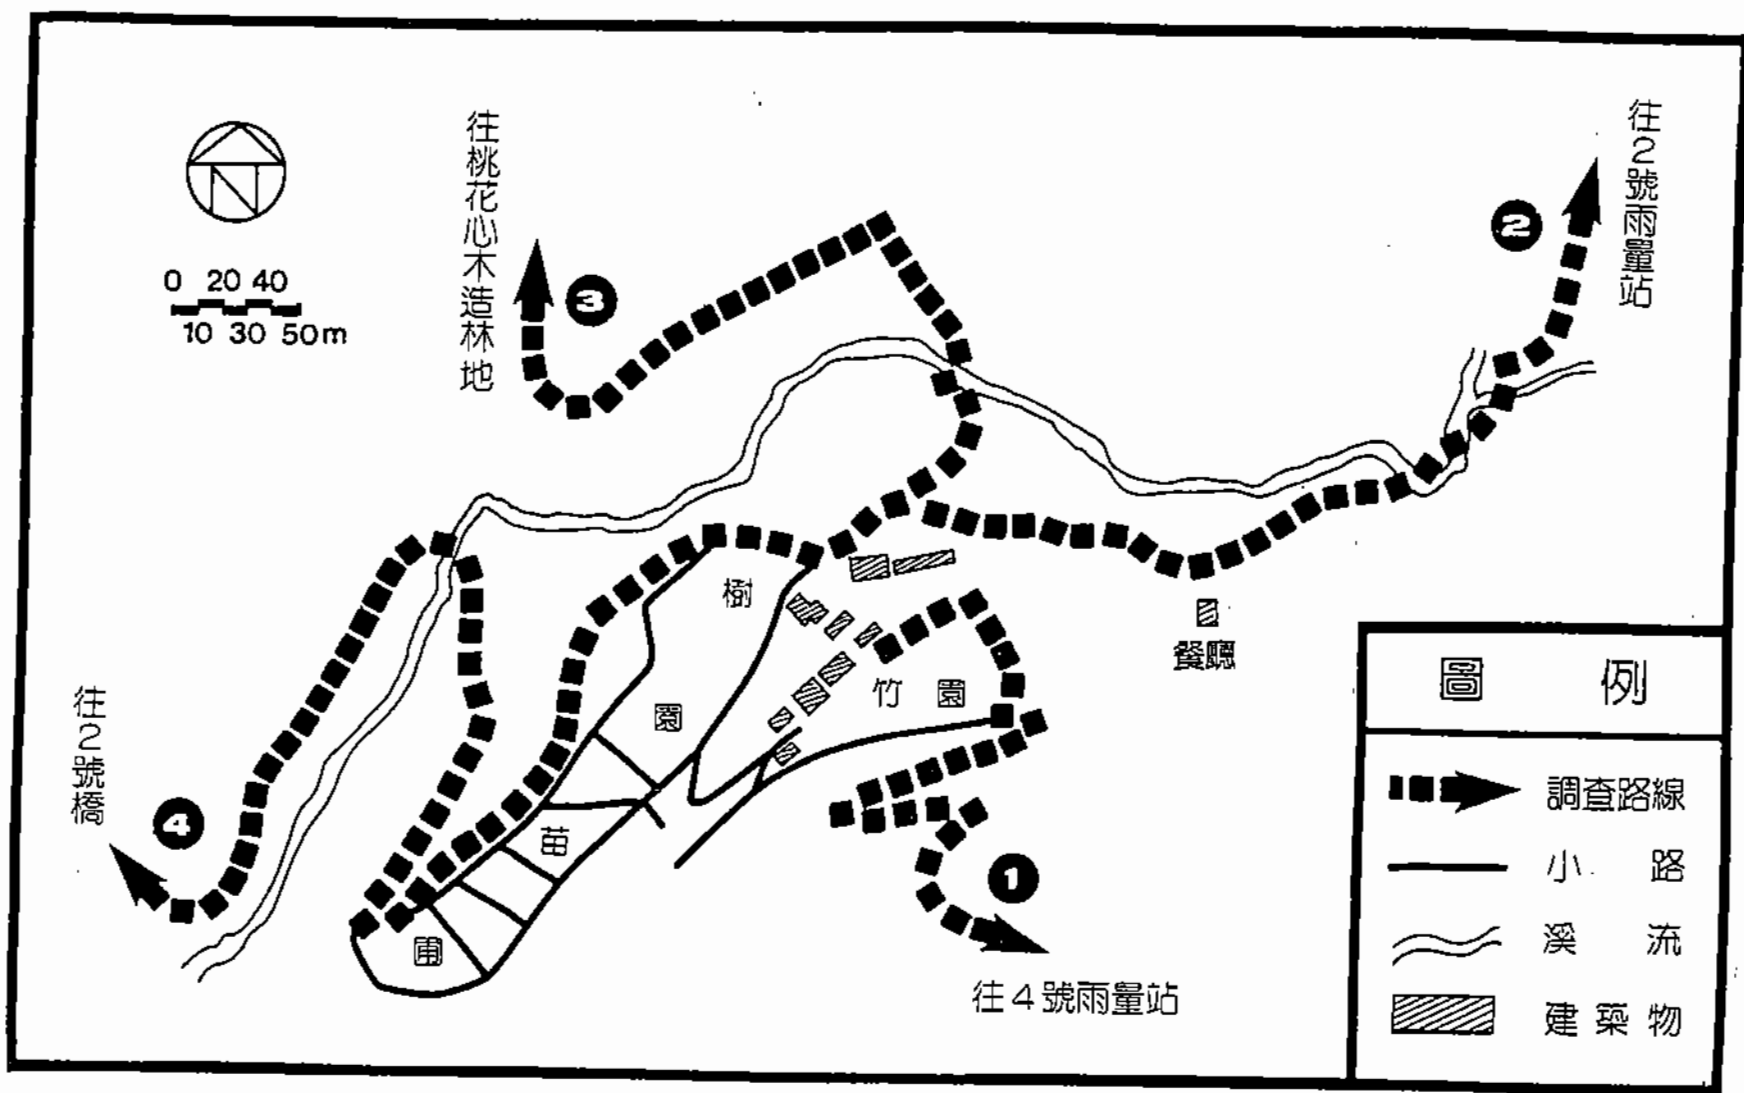 N
0 20 40
10 30 50m
往桃花心木造林地
3
往2號雨量站
2
樹
園
竹園
餐廳
苗
圃
往2號橋
4
1
往4號雨量站
圖例
調查路線
小路
溪流
建築物